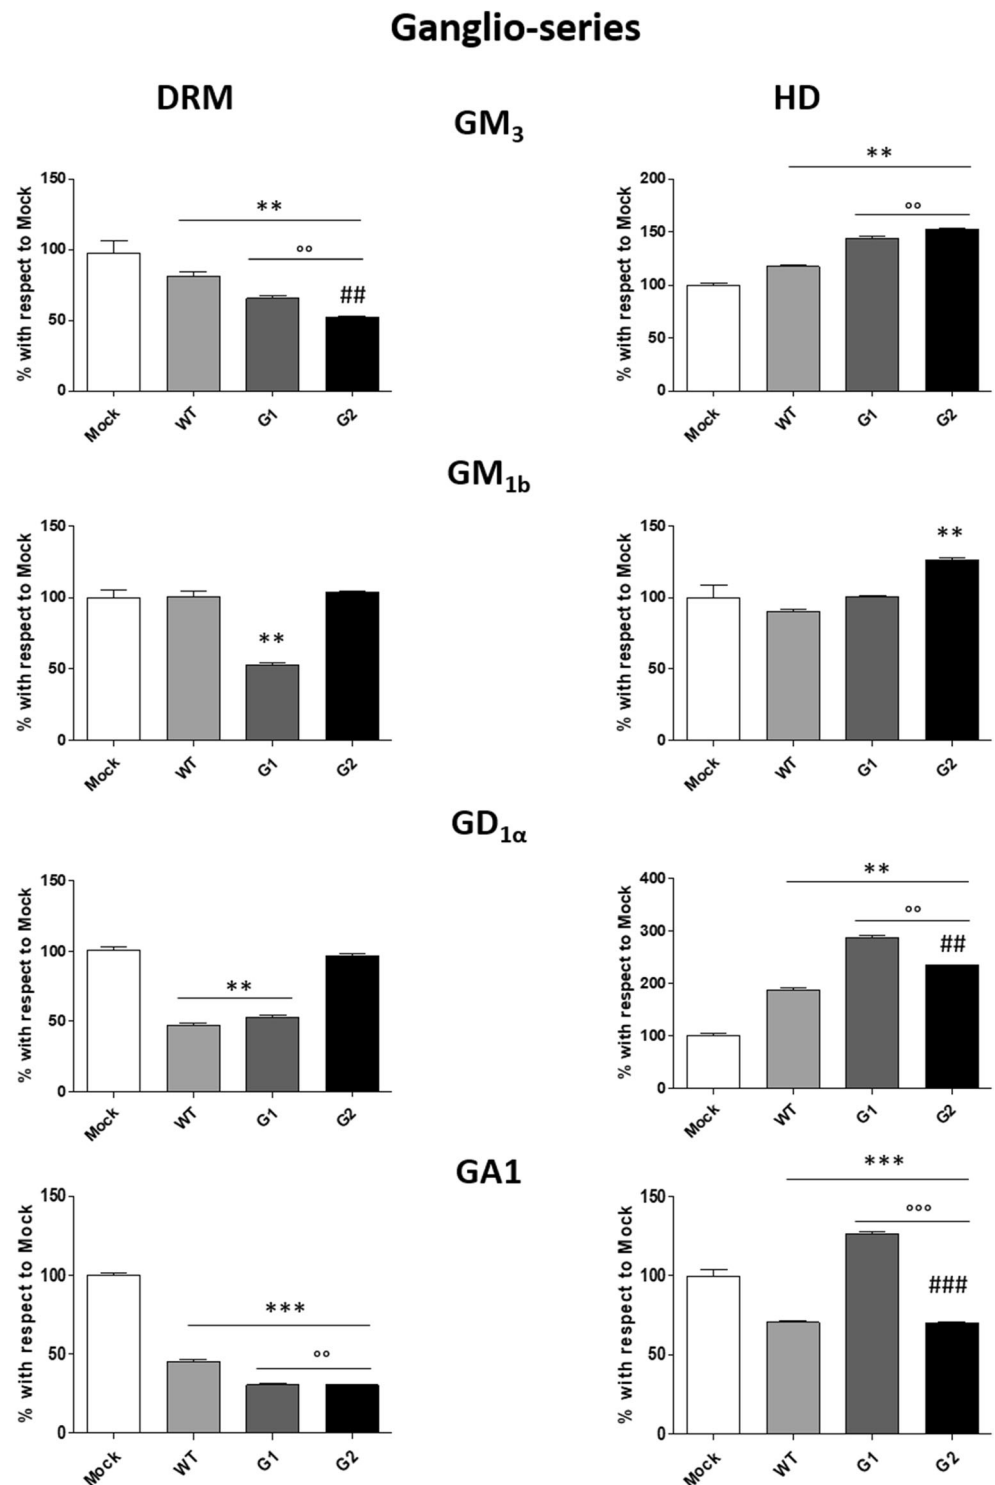 Ganglio-series
DRM
HD
GM3
% with respect to Mock
150
100
50
0
**
°°
##
Mock
WT
G1
G2
% with respect to Mock
200
150
100
50
0
**
°°
Mock
WT
G1
G2
GM1b
% with respect to Mock
150
100
50
0
**
Mock
WT
G1
G2
% with respect to Mock
150
100
50
0
**
Mock
WT
G1
G2
GD1α
% with respect to Mock
150
100
50
0
**
Mock
WT
G1
G2
% with respect to Mock
400
300
200
100
0
**
°°
##
Mock
WT
G1
G2
GA1
% with respect to Mock
150
100
50
0
***
°°
Mock
WT
G1
G2
% with respect to Mock
150
100
50
0
***
°°°
###
Mock
WT
G1
G2